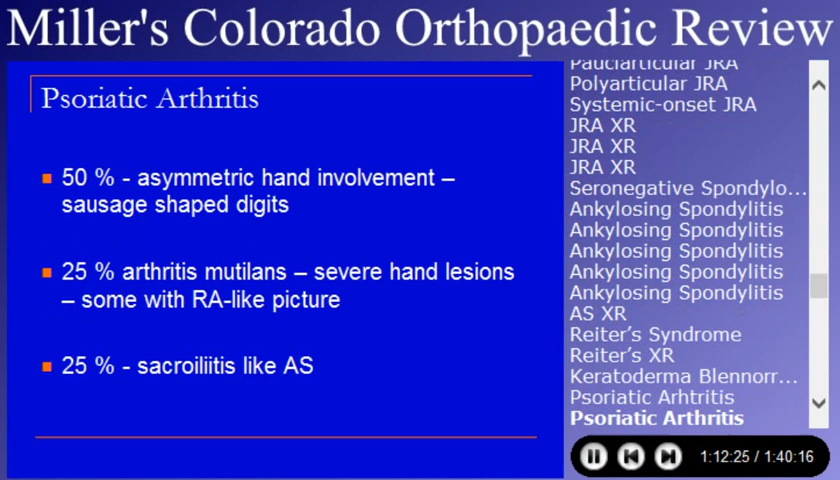 Miller's Colorado Orthopaedic Review
Psoriatic Arthritis
50 % - asymmetric hand involvement –
sausage shaped digits
25 % arthritis mutilans – severe hand lesions
– some with RA-like picture
25 % - sacroiliitis like AS
Pauciarticular JRA
Polyarticular JRA
Systemic-onset JRA
JRA XR
JRA XR
JRA XR
Seronegative Spondylo...
Ankylosing Spondylitis
Ankylosing Spondylitis
Ankylosing Spondylitis
Ankylosing Spondylitis
Ankylosing Spondylitis
AS XR
Reiter's Syndrome
Reiter's XR
Keratoderma Blennorr...
Psoriatic Arhtritis
Psoriatic Arthritis
1:12:25 / 1:40:16